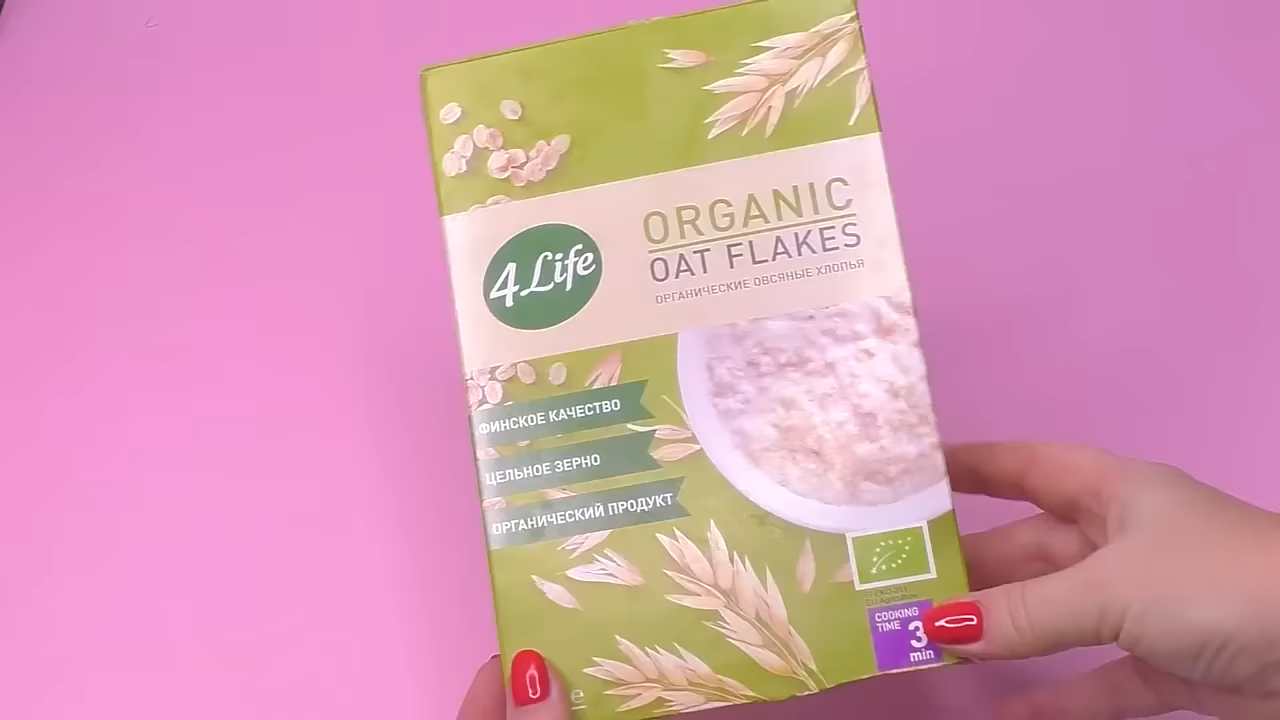 4Life
ORGANIC
OAT FLAKES
ОРГАНИЧЕСКИЕ ОВСЯНЫЕ ХЛОПЬЯ
ФИНСКОЕ КАЧЕСТВО
ЦЕЛЬНОЕ ЗЕРНО
ОРГАНИЧЕСКИЙ ПРОДУКТ
COOKING
TIME
3
min
e